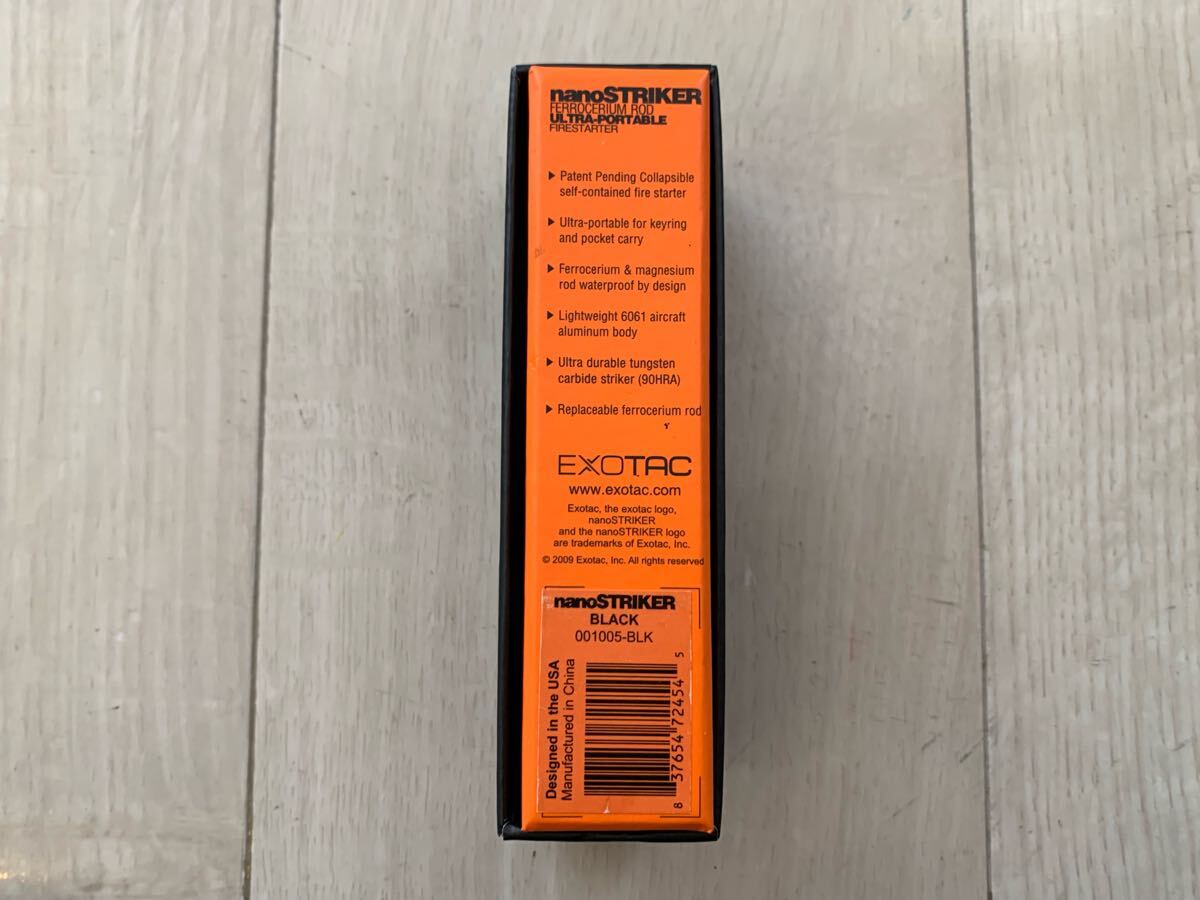 nanoSTRIKER
FERROCERIUM ROD
ULTRA-PORTABLE
FIRESTARTER
▶ Patent Pending Collapsible
self-contained fire starter
▶ Ultra-portable for keyring
and pocket carry
▶ Ferrocerium & magnesium
rod waterproof by design
▶ Lightweight 6061 aircraft
aluminum body
▶ Ultra durable tungsten
carbide striker (90HRA)
▶ Replaceable ferrocerium rod
EXOTAC
www.exotac.com
Exotac, the exotac logo,
nanoSTRIKER
and the nanoSTRIKER logo
are trademarks of Exotac, Inc.
© 2009 Exotac, Inc. All rights reserved
nanoSTRIKER
BLACK
001005-BLK
Designed in the USA
Manufactured in China
8 37654 72454 5